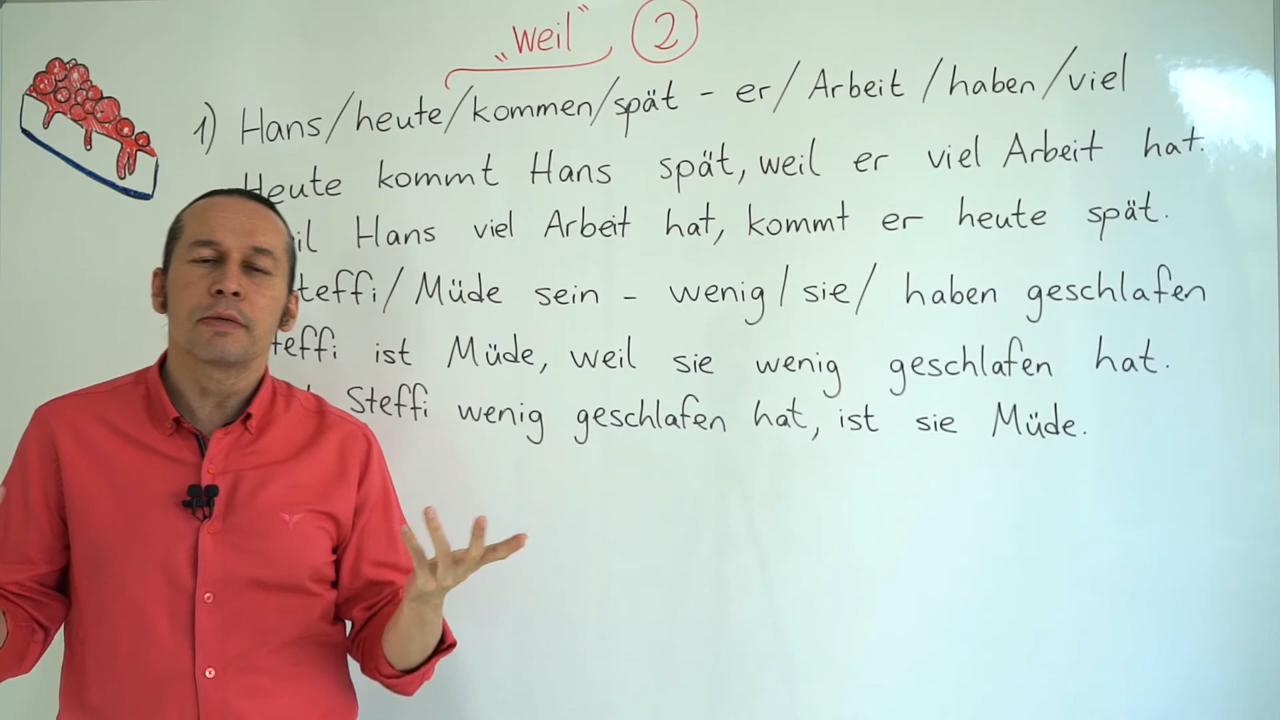 „Weil" 2
1) Hans/heute/kommen/spät - er/Arbeit/haben/viel
Heute kommt Hans spät, weil er viel Arbeit hat.
Hans viel Arbeit hat, kommt er heute spät.
/Müde sein - wenig/sie/ haben geschlafen
ist Müde, weil sie wenig geschlafen hat.
Steffi wenig geschlafen hat, ist sie Müde.